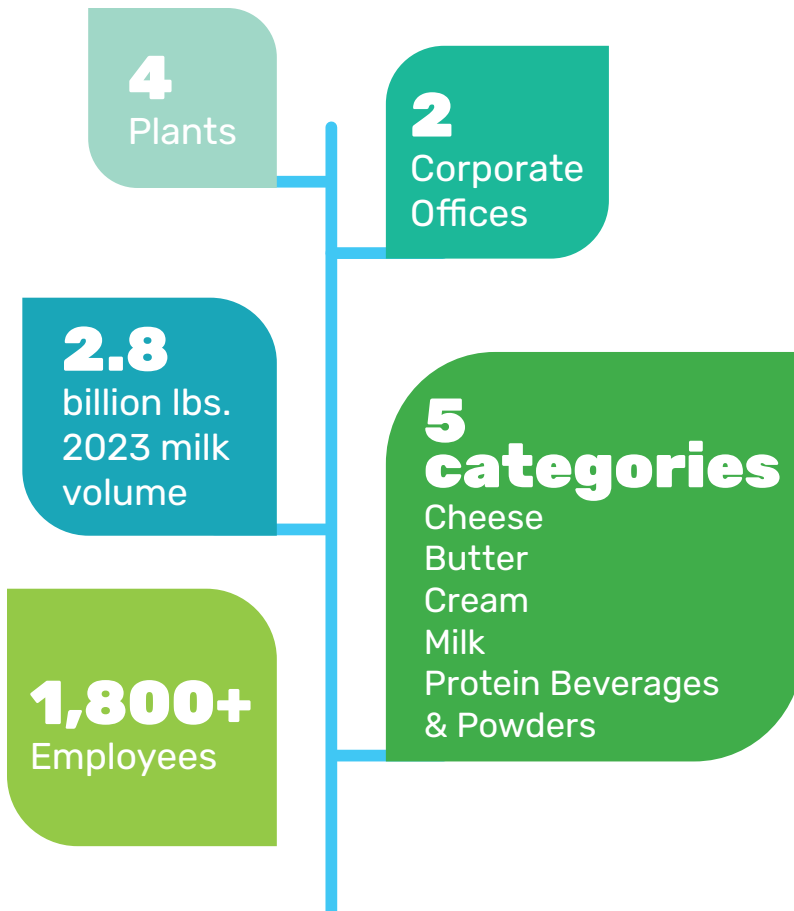 4
Plants
2
Corporate
Offices
2.8
billion lbs.
2023 milk
volume
5
categories
Cheese
Butter
Cream
Milk
Protein Beverages
& Powders
1,800+
Employees